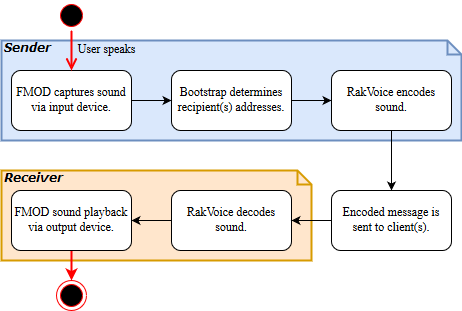 Sender
User speaks
FMOD captures sound
via input device.
Bootstrap determines
recipient(s) addresses.
RakVoice encodes
sound.
Receiver
FMOD sound playback
via output device.
RakVoice decodes
sound.
Encoded message is
sent to client(s).